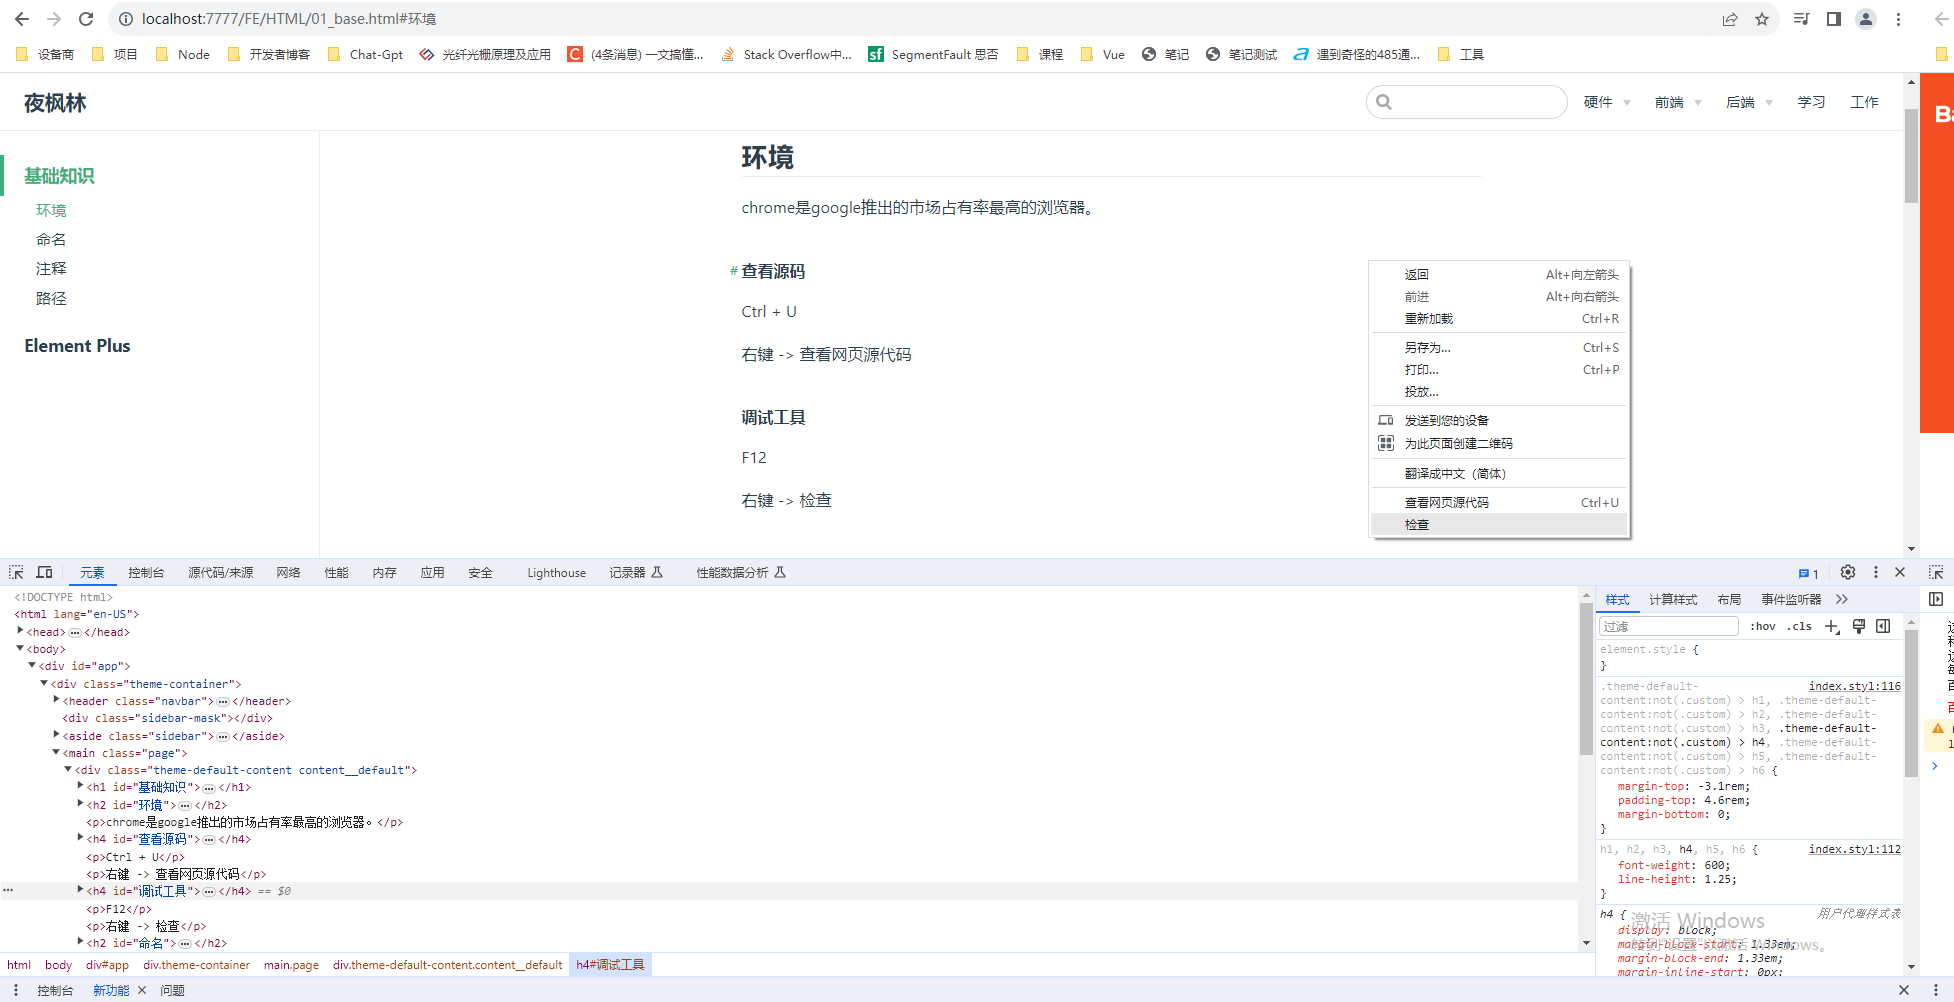 localhost:7777/FE/HTML/01_base.html#环境
设备商 项目 Node 开发者博客 Chat-Gpt 光纤光栅原理及应用 (4条消息) 一文搞懂... Stack Overflow中... SegmentFault 思否 课程 Vue 笔记 笔记测试 遇到奇怪的485通... 工具
夜枫林
硬件 前端 后端 学习 工作
基础知识
环境
命名
注释
路径
Element Plus
环境
chrome是google推出的市场占有率最高的浏览器。
# 查看源码
Ctrl + U
右键 -> 查看网页源代码
调试工具
F12
右键 -> 检查
返回 Alt+向左箭头
前进 Alt+向右箭头
重新加载 Ctrl+R
另存为... Ctrl+S
打印... Ctrl+P
投放...
发送到您的设备
为此页面创建二维码
翻译成中文（简体）
查看网页源代码 Ctrl+U
检查
元素 控制台 源代码/来源 网络 性能 内存 应用 安全 Lighthouse 记录器 性能数据分析 1
<!DOCTYPE html>
<html lang="en-US">
<head>…</head>
<body>
<div id="app">
<div class="theme-container">
<header class="navbar">…</header>
<div class="sidebar-mask"></div>
<aside class="sidebar">…</aside>
<main class="page">
<div class="theme-default-content content__default">
<h1 id="基础知识">…</h1>
<h2 id="环境">…</h2>
<p>chrome是google推出的市场占有率最高的浏览器。</p>
<h4 id="查看源码">…</h4>
<p>Ctrl + U</p>
<p>右键 -> 查看网页源代码</p>
<h4 id="调试工具">…</h4> == $0
<p>F12</p>
<p>右键 -> 检查</p>
<h2 id="命名">…</h2>
html body div#app div.theme-container main.page div.theme-default-content.content__default h4#调试工具
控制台 新功能 问题
样式 计算样式 布局 事件监听器
过滤 :hov .cls
element.style {
}
.theme-default- index.styl:116
content:not(.custom) > h1, .theme-default-
content:not(.custom) > h2, .theme-default-
content:not(.custom) > h3, .theme-default-
content:not(.custom) > h4, .theme-default-
content:not(.custom) > h5, .theme-default-
content:not(.custom) > h6 {
margin-top: -3.1rem;
padding-top: 4.6rem;
margin-bottom: 0;
}
h1, h2, h3, h4, h5, h6 { index.styl:112
font-weight: 600;
line-height: 1.25;
}
h4 { 用户代理样式表
display: block;
margin-block-start: 1.33em;
margin-block-end: 1.33em;
margin-inline-start: 0px;
激活 Windows
转到"设置"以激活 Windows。